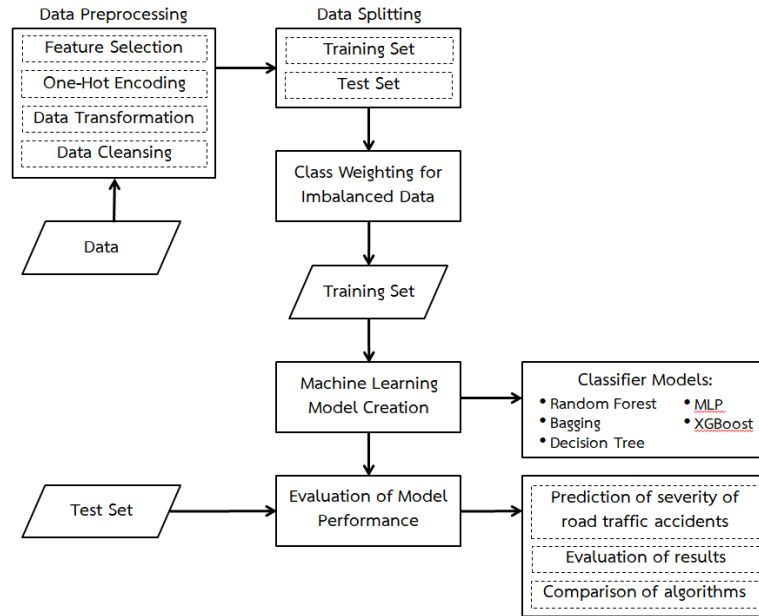 Data Preprocessing
Feature Selection
One-Hot Encoding
Data Transformation
Data Cleansing
Data
Data Splitting
Training Set
Test Set
Class Weighting for
Imbalanced Data
Training Set
Machine Learning
Model Creation
Classifier Models:
• Random Forest
• Bagging
• Decision Tree
• MLP
• XGBoost
Test Set
Evaluation of Model
Performance
Prediction of severity of
road traffic accidents
Evaluation of results
Comparison of algorithms